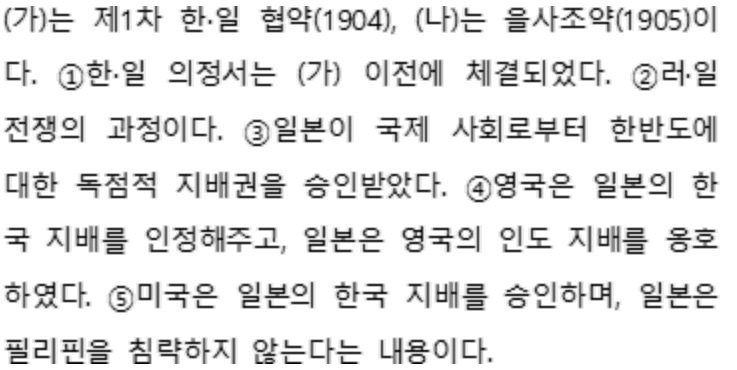 (가)는 제1차 한·일 협약(1904), (나)는 을사조약(1905)이
다. ①한·일 의정서는 (가) 이전에 체결되었다. ②러·일
전쟁의 과정이다. ③일본이 국제 사회로부터 한반도에
대한 독점적 지배권을 승인받았다. ④영국은 일본의 한
국 지배를 인정해주고, 일본은 영국의 인도 지배를 옹호
하였다. ⑤미국은 일본의 한국 지배를 승인하며, 일본은
필리핀을 침략하지 않는다는 내용이다.